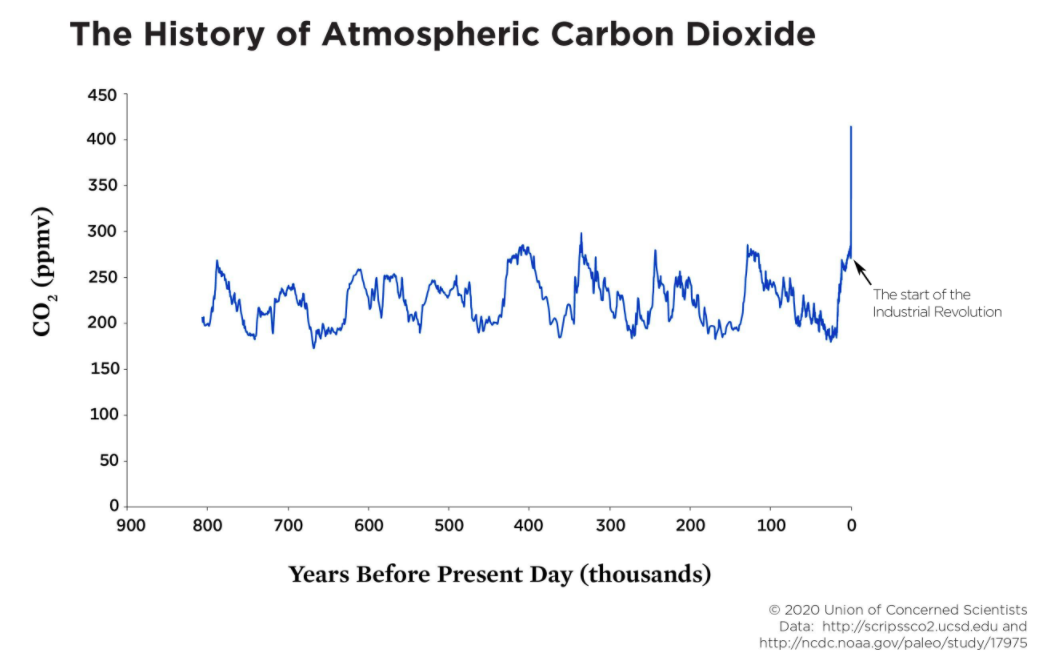 The History of Atmospheric Carbon Dioxide
450
400
350
300
250
200
150
100
50
0
CO2 (ppmv)
900 800 700 600 500 400 300 200 100 0
Years Before Present Day (thousands)
The start of the
Industrial Revolution
© 2020 Union of Concerned Scientists
Data: http://scrippsco2.ucsd.edu and
http://ncdc.noaa.gov/paleo/study/17975